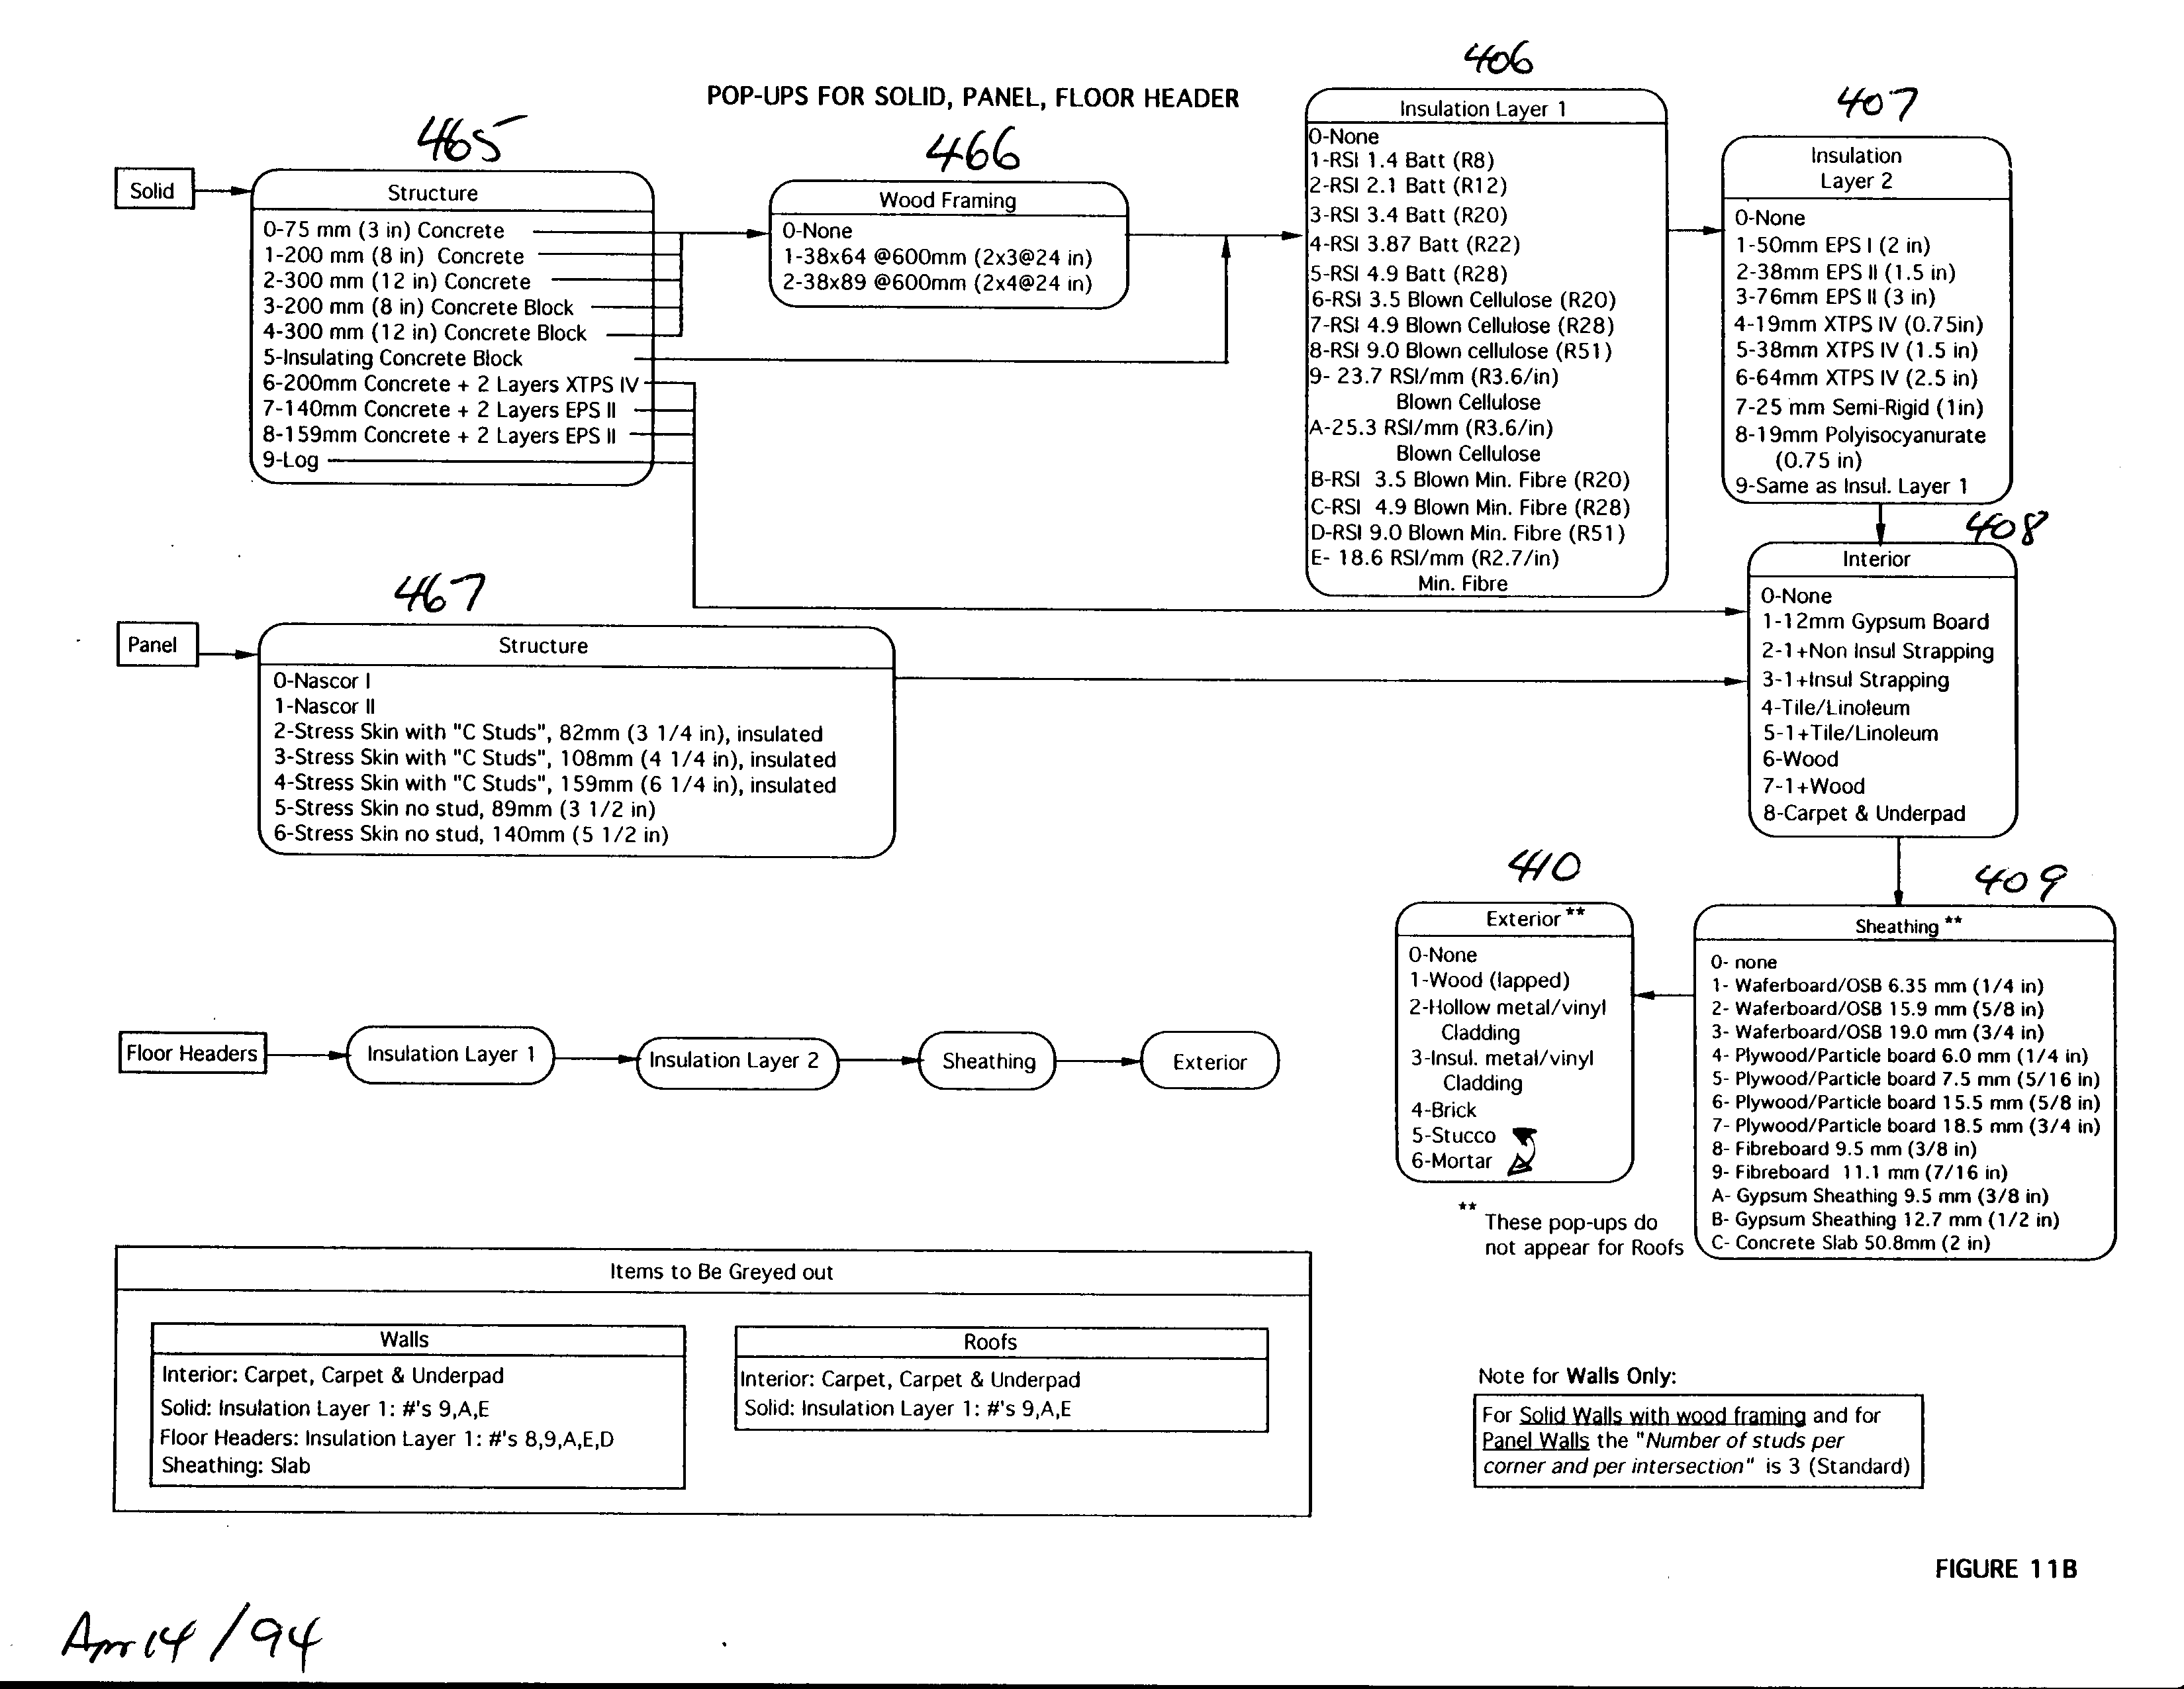 POP-UPS FOR SOLID, PANEL, FLOOR HEADER
465
Solid
Structure
0-75 mm (3 in) Concrete
1-200 mm (8 in) Concrete
2-300 mm (12 in) Concrete
3-200 mm (8 in) Concrete Block
4-300 mm (12 in) Concrete Block
5-Insulating Concrete Block
6-200mm Concrete + 2 Layers XTPS IV
7-140mm Concrete + 2 Layers EPS II
8-159mm Concrete + 2 Layers EPS II
9-Log
466
Wood Framing
0-None
1-38x64 @600mm (2x3@24 in)
2-38x89 @600mm (2x4@24 in)
406
Insulation Layer 1
0-None
1-RSI 1.4 Batt (R8)
2-RSI 2.1 Batt (R12)
3-RSI 3.4 Batt (R20)
4-RSI 3.87 Batt (R22)
5-RSI 4.9 Batt (R28)
6-RSI 3.5 Blown Cellulose (R20)
7-RSI 4.9 Blown Cellulose (R28)
8-RSI 9.0 Blown cellulose (R51)
9- 23.7 RSI/mm (R3.6/in)
Blown Cellulose
A-25.3 RSI/mm (R3.6/in)
Blown Cellulose
B-RSI 3.5 Blown Min. Fibre (R20)
C-RSI 4.9 Blown Min. Fibre (R28)
D-RSI 9.0 Blown Min. Fibre (R51)
E- 18.6 RSI/mm (R2.7/in)
Min. Fibre
407
Insulation
Layer 2
0-None
1-50mm EPS I (2 in)
2-38mm EPS II (1.5 in)
3-76mm EPS II (3 in)
4-19mm XTPS IV (0.75in)
5-38mm XTPS IV (1.5 in)
6-64mm XTPS IV (2.5 in)
7-25 mm Semi-Rigid (1in)
8-19mm Polyisocyanurate
(0.75 in)
9-Same as Insul. Layer 1
408
Interior
0-None
1-12mm Gypsum Board
2-1+Non Insul Strapping
3-1+Insul Strapping
4-Tile/Linoleum
5-1+Tile/Linoleum
6-Wood
7-1+Wood
8-Carpet & Underpad
467
Panel
Structure
0-Nascor I
1-Nascor II
2-Stress Skin with "C Studs", 82mm (3 1/4 in), insulated
3-Stress Skin with "C Studs", 108mm (4 1/4 in), insulated
4-Stress Skin with "C Studs", 159mm (6 1/4 in), insulated
5-Stress Skin no stud, 89mm (3 1/2 in)
6-Stress Skin no stud, 140mm (5 1/2 in)
409
Sheathing **
0- none
1- Waferboard/OSB 6.35 mm (1/4 in)
2- Waferboard/OSB 15.9 mm (5/8 in)
3- Waferboard/OSB 19.0 mm (3/4 in)
4- Plywood/Particle board 6.0 mm (1/4 in)
5- Plywood/Particle board 7.5 mm (5/16 in)
6- Plywood/Particle board 15.5 mm (5/8 in)
7- Plywood/Particle board 18.5 mm (3/4 in)
8- Fibreboard 9.5 mm (3/8 in)
9- Fibreboard 11.1 mm (7/16 in)
A- Gypsum Sheathing 9.5 mm (3/8 in)
B- Gypsum Sheathing 12.7 mm (1/2 in)
C- Concrete Slab 50.8mm (2 in)
410
Exterior **
0-None
1-Wood (lapped)
2-Hollow metal/vinyl
Cladding
3-Insul. metal/vinyl
Cladding
4-Brick
5-Stucco
6-Mortar
** These pop-ups do
not appear for Roofs
Floor Headers
Insulation Layer 1
Insulation Layer 2
Sheathing
Exterior
Items to Be Greyed out
Walls
Interior: Carpet, Carpet & Underpad
Solid: Insulation Layer 1: #'s 9,A,E
Floor Headers: Insulation Layer 1: #'s 8,9,A,E,D
Sheathing: Slab
Roofs
Interior: Carpet, Carpet & Underpad
Solid: Insulation Layer 1: #'s 9,A,E
Note for Walls Only:
For Solid Walls with wood framing and for
Panel Walls the "Number of studs per
corner and per intersection" is 3 (Standard)
FIGURE 11B
Apr 14/94